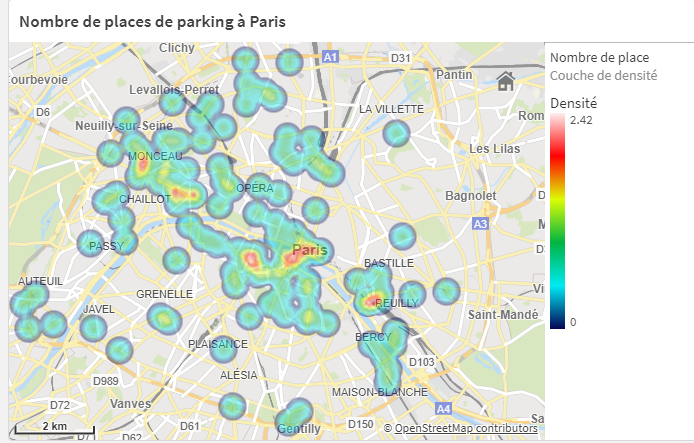 Nombre de places de parking à Paris
Clichy
A1
D31
Nombre de place
Couche de densité
Courbevoie
Pantin
Levallois-Perret
Densité
2.42
D6
LA VILLETTE
Rom
Neuilly-sur-Seine
Les Lilas
MONCEAU
OPÉRA
Bagnolet
CHAILLOT
A3
PASSY
Paris
BASTILLE
AUTEUIL
GRENELLE
REUILLY
JAVEL
Saint-Mandé
0
PLAISANCE
BERCY
D103
ALÉSIA
D989
MAISON-BLANCHE
D72
Vanves
A4
2 km
D62
D61
Gentilly
D150
© OpenStreetMap contributors